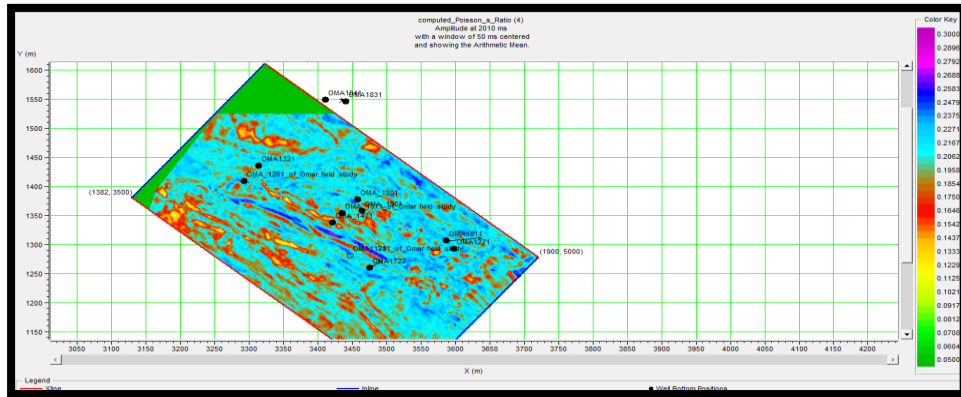 computed_Poisson_s_Ratio (4)
Amplitude at 2010 ms
with a window of 50 ms centered
and showing the Arithmetic Mean.
Color Key
Y (m)
1600
1550
1500
1450
1400
1350
1300
1250
1200
1150
OMA1831
OMA1321
OMA_1251_of_Omar field study
OMA_1201
OMA_1471
OMA1611
OMA1271
OMA1722
(1382, 3500)
(1900, 5000)
0.3000
0.2896
0.2792
0.2688
0.2583
0.2479
0.2375
0.2271
0.2167
0.2062
0.1958
0.1854
0.1750
0.1646
0.1542
0.1437
0.1333
0.1229
0.1121
0.1021
0.0917
0.0812
0.0708
0.0604
0.0500
3050 3100 3150 3200 3250 3300 3350 3400 3450 3500 3550 3600 3650 3700 3750 3800 3850 3900 3950 4000 4050 4100 4150 4200
X (m)
Legend
Xline Inline Well Bottom Positions